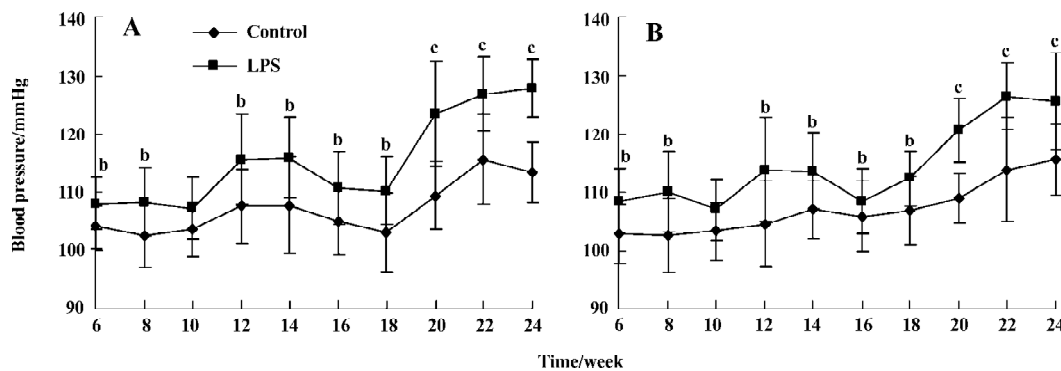 A
Control
LPS
Blood pressure/mmHg
140
130
120
110
100
90
b b b b b b c c c
6 8 10 12 14 16 18 20 22 24
B
140
130
120
110
100
90
b b b b b b c c c
6 8 10 12 14 16 18 20 22 24
Time/week